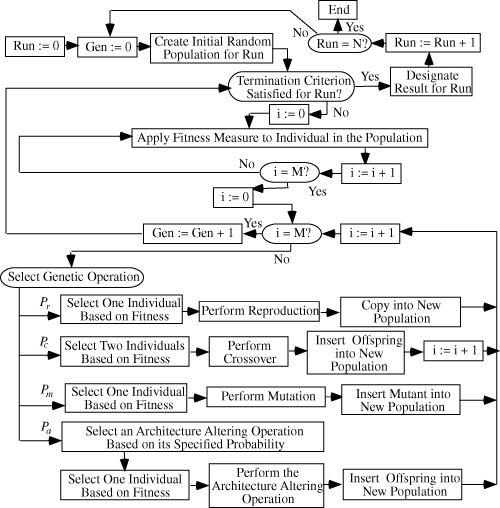 End
No
Yes
Run := 0
Gen := 0
Create Initial Random
Population for Run
Run = N?
Run := Run + 1
Termination Criterion
Satisfied for Run?
Yes
Designate
Result for Run
i := 0
No
Apply Fitness Measure to Individual in the Population
No
i = M?
i := i + 1
Yes
i := 0
Gen := Gen + 1
Yes
i = M?
i := i + 1
No
Select Genetic Operation
Pr
Select One Individual
Based on Fitness
Perform Reproduction
Copy into New
Population
Pc
Select Two Individuals
Based on Fitness
Perform
Crossover
Insert Offspring
into New
Population
i := i + 1
Pm
Select One Individual
Based on Fitness
Perform Mutation
Insert Mutant into
New Population
Pa
Select an Architecture Altering Operation
Based on its Specified Probability
Select One Individual
Based on Fitness
Perform the
Architecture Altering
Operation
Insert Offspring into
New Population